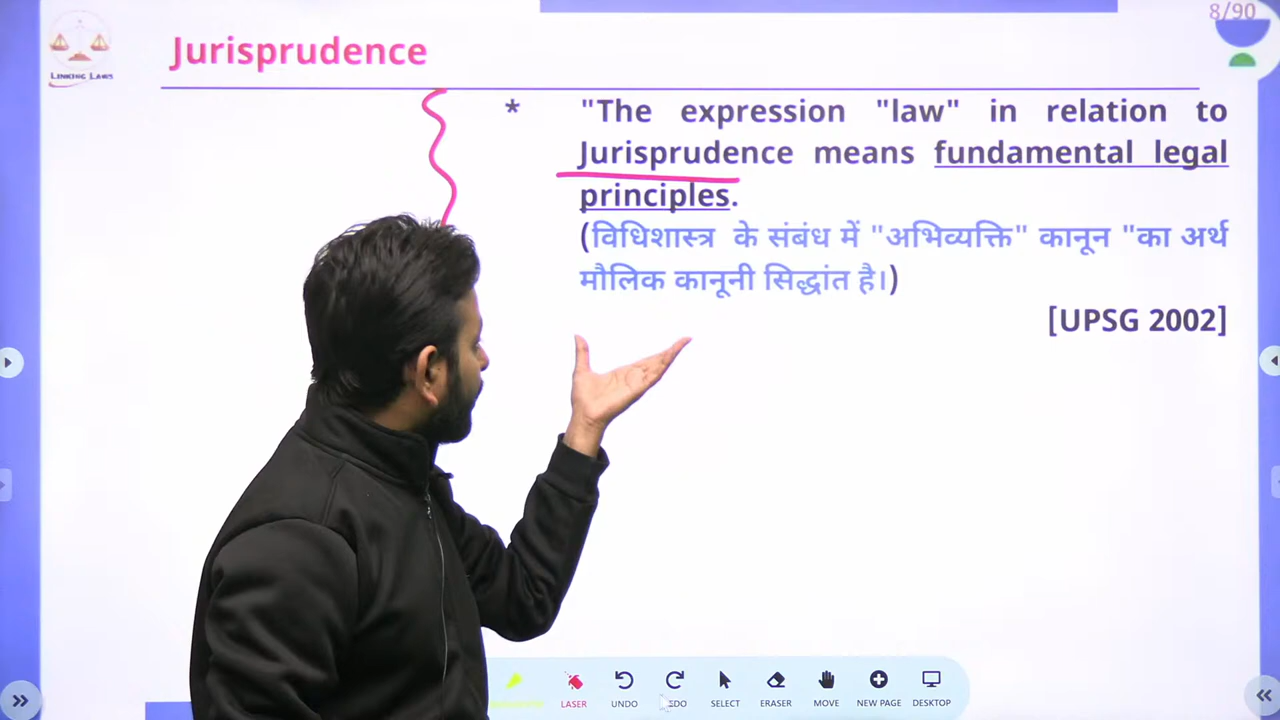 8/90
LINKING LAWS
Jurisprudence
* "The expression "law" in relation to
Jurisprudence means fundamental legal
principles.
(विधिशास्त्र के संबंध में "अभिव्यक्ति" कानून "का अर्थ
मौलिक कानूनी सिद्धांत है।)
[UPSG 2002]
LASER UNDO SELECT ERASER MOVE NEW PAGE DESKTOP